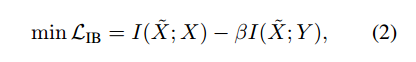 min ℒ_IB = I(X̃; X) − βI(X̃; Y),    (2)